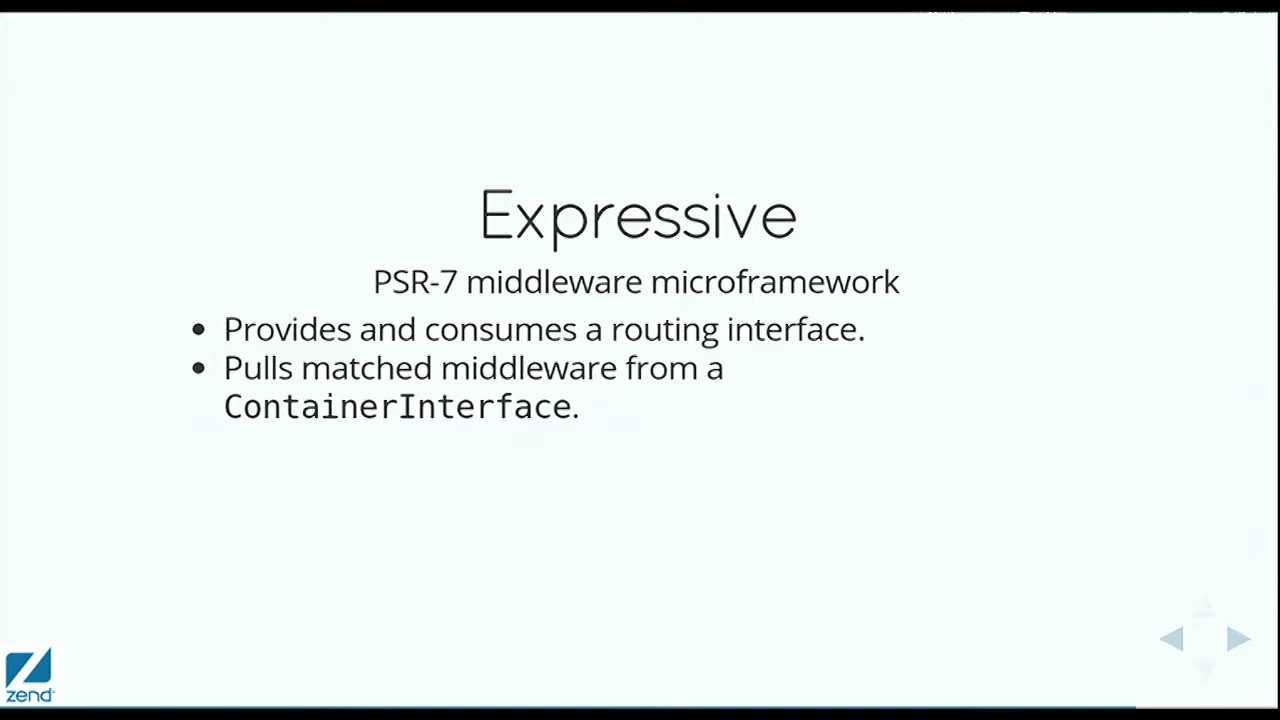 Expressive
PSR-7 middleware microframework
Provides and consumes a routing interface.
Pulls matched middleware from a
ContainerInterface.
zend